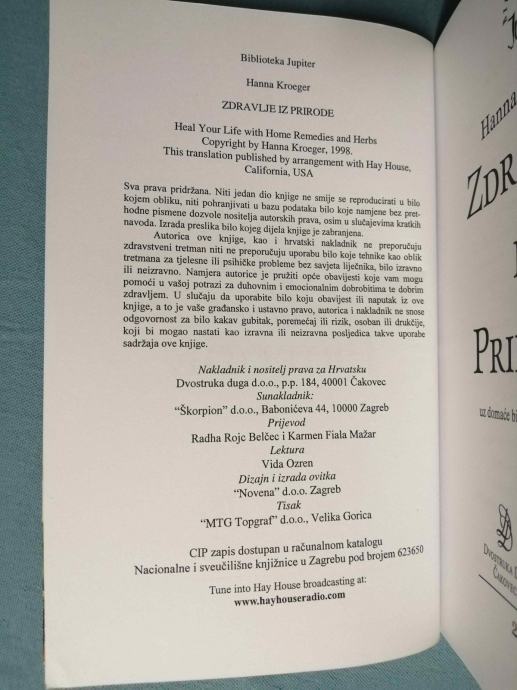 Biblioteka Jupiter
Hanna Kroeger
ZDRAVLJE IZ PRIRODE
Heal Your Life with Home Remedies and Herbs
Copyright by Hanna Kroeger, 1998.
This translation published by arrangement with Hay House,
California, USA
Sva prava pridržana. Niti jedan dio knjige ne smije se reproducirati u bilo
kojem obliku, niti pohranjivati u bazu podataka bilo koje namjene bez pret-
hodne pismene dozvole nositelja autorskih prava, osim u slučajevima kratkih
navoda. Izrada preslika bilo kojeg dijela knjige je zabranjena.
Autorica ove knjige, kao i hrvatski nakladnik ne preporučuju
zdravstveni tretman niti ne preporučuju uporabu bilo koje tehnike kao oblik
tretmana za tjelesne ili psihičke probleme bez savjeta liječnika, bilo izravno
ili neizravno. Namjera autorice je pružiti opće obavijesti koje vam mogu
pomoći u vašoj potrazi za duhovnim i emocionalnim dobrobitima te dobrim
zdravljem. U slučaju da uporabite bilo koju obavijest ili naputak iz ove
knjige, a to je vaše građansko i ustavno pravo, autorica i nakladnik ne snose
odgovornost za bilo kakav gubitak, poremećaj ili rizik, osoban ili drukčije,
koji bi mogao nastati kao izravna ili neizravna posljedica takve uporabe
sadržaja ove knjige.
Nakladnik i nositelj prava za Hrvatsku
Dvostruka duga d.o.o., p.p. 184, 40001 Čakovec
Sunakladnik:
“Škorpion” d.o.o., Babonićeva 44, 10000 Zagreb
Prijevod
Radha Rojc Belčec i Karmen Fiala Mažar
Lektura
Vida Ozren
Dizajn i izrada ovitka
“Novena” d.o.o. Zagreb
Tisak
“MTG Topgraf” d.o.o., Velika Gorica
CIP zapis dostupan u računalnom katalogu
Nacionalne i sveučilišne knjižnice u Zagrebu pod brojem 623650
Tune into Hay House broadcasting at:
www.hayhouseradio.com
Hanna
ZDR
PRI
uz domaće
DVOSTRUKA
ČAKOVEC